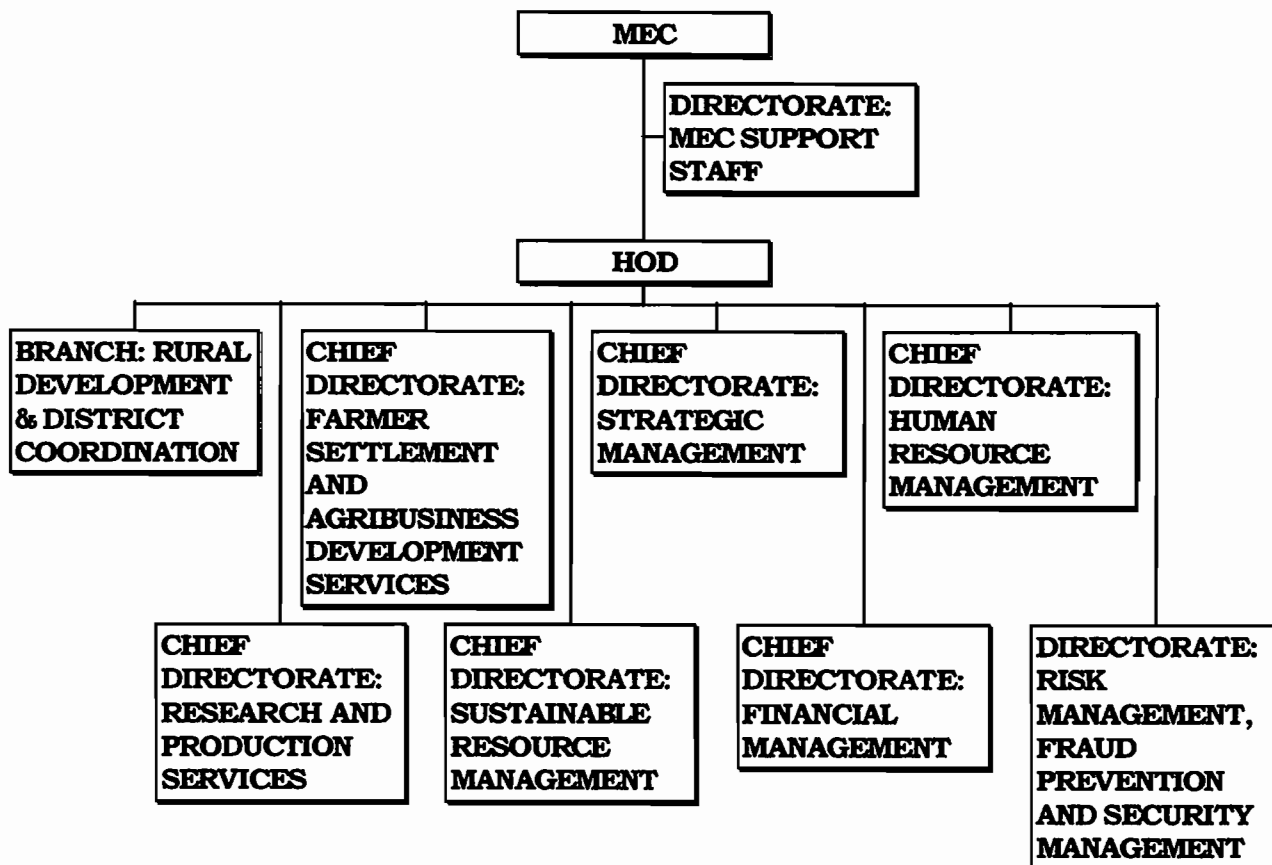 MEC
DIRECTORATE:
MEC SUPPORT
STAFF
HOD
BRANCH: RURAL
DEVELOPMENT
& DISTRICT
COORDINATION
CHIEF
DIRECTORATE:
FARMER
SETTLEMENT
AND
AGRIBUSINESS
DEVELOPMENT
SERVICES
CHIEF
DIRECTORATE:
STRATEGIC
MANAGEMENT
CHIEF
DIRECTORATE:
HUMAN
RESOURCE
MANAGEMENT
CHIEF
DIRECTORATE:
RESEARCH AND
PRODUCTION
SERVICES
CHIEF
DIRECTORATE:
SUSTAINABLE
RESOURCE
MANAGEMENT
CHIEF
DIRECTORATE:
FINANCIAL
MANAGEMENT
DIRECTORATE:
RISK
MANAGEMENT,
FRAUD
PREVENTION
AND SECURITY
MANAGEMENT